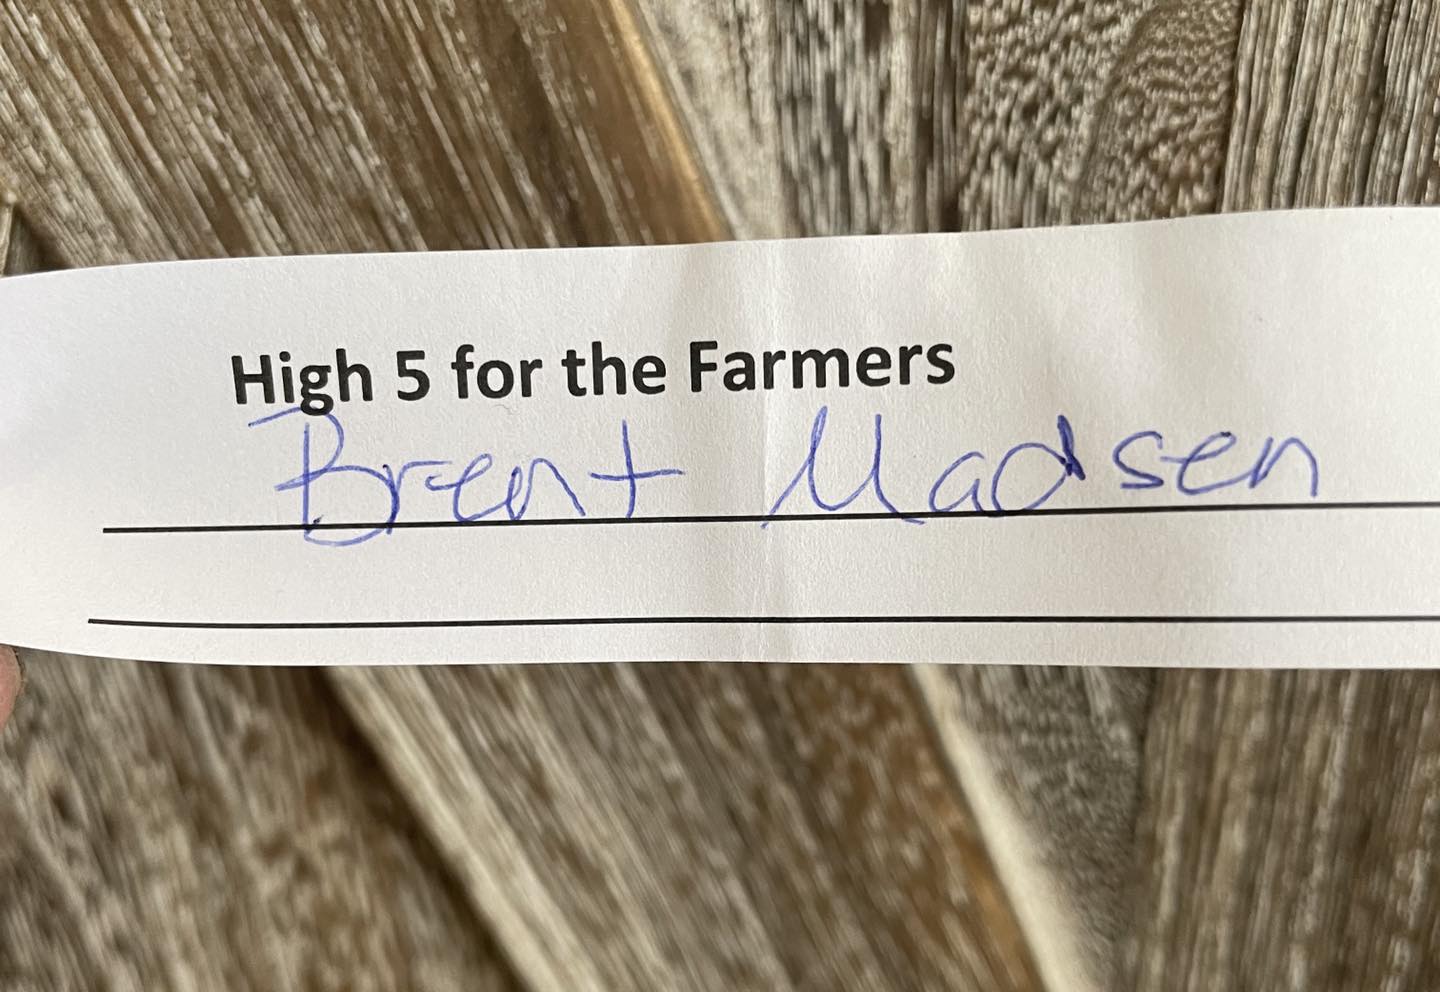 High 5 for the Farmers
Brent Madsen